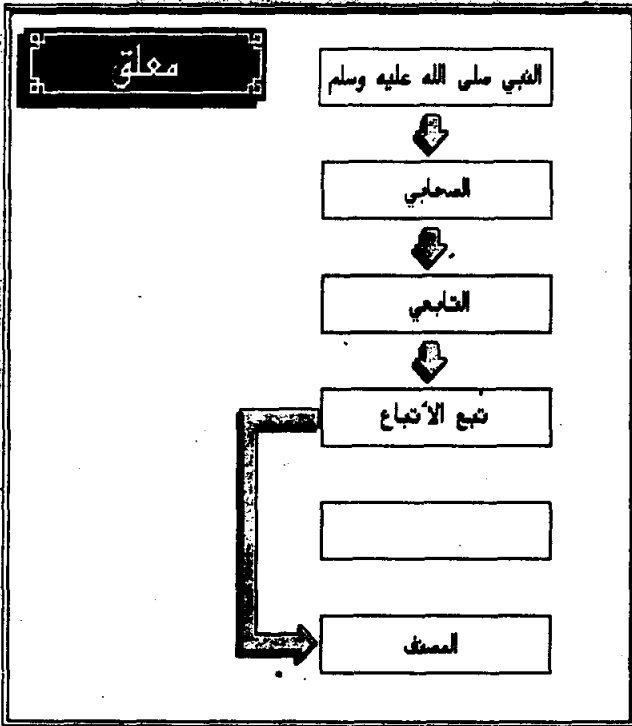 معلق
النبي صلى الله عليه وسلم
الصحابي
التابعي
تبع الأتباع
المصنف